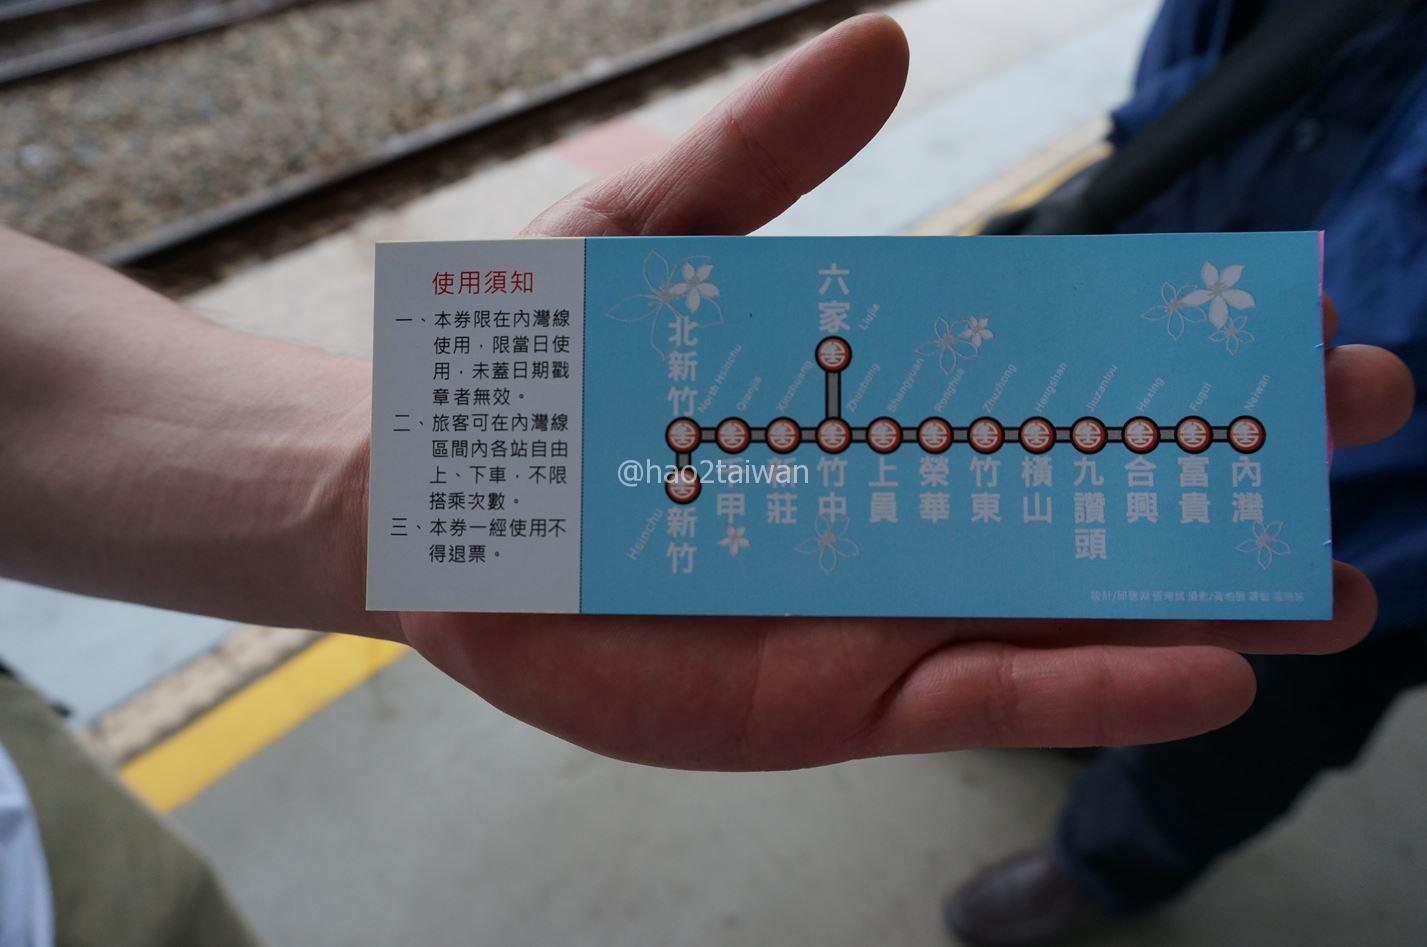 使用須知
一、本券限在內灣線
使用，限當日使
用，未蓋日期戳
章者無效。
二、旅客可在內灣線
區間內各站自由
上、下車，不限
搭乘次數。
三、本券一經使用不
得退票。
六家
Liujia
北新竹
North Hsinchu
Qianjia
Xinzhuang
Zhuzhong
Shangyuan
Ronghua
Zhudong
Hengshan
Jiuzantou
Hexing
Fugui
Neiwan
@hao2taiwan
新竹
Hsinchu
千甲
新莊
竹中
上員
榮華
竹東
橫山
九讚頭
合興
富貴
內灣